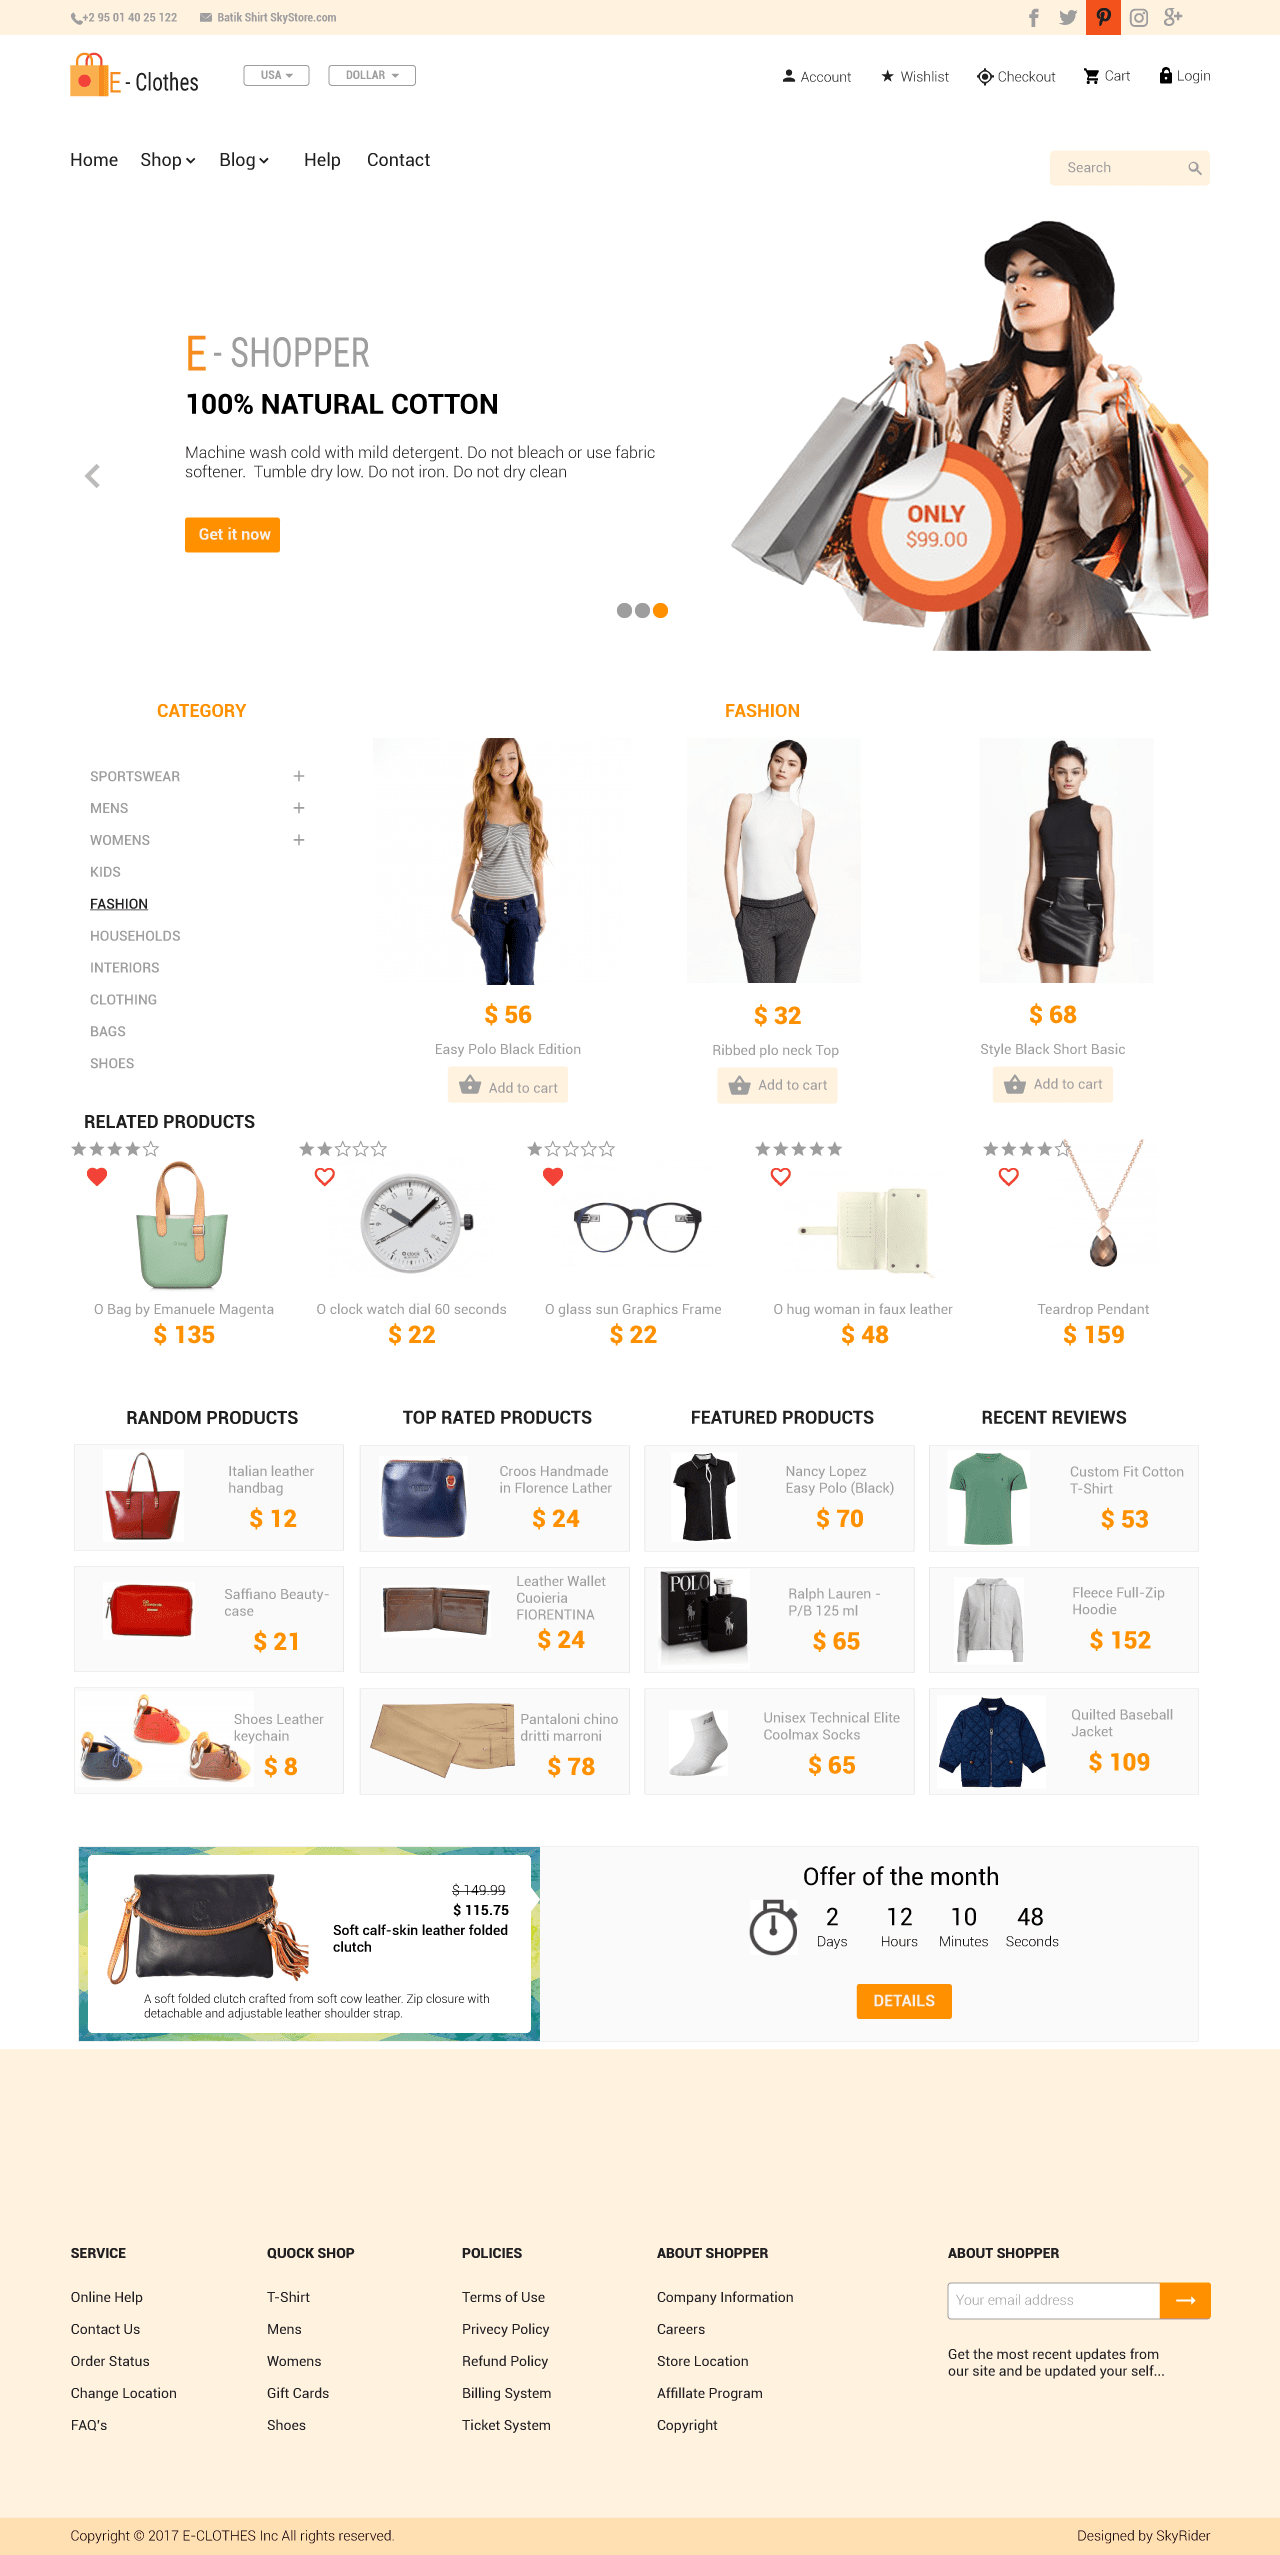 +2 95 01 40 25 122
Batik Shirt SkyStore.com
E - Clothes
USA
DOLLAR
Account
Wishlist
Checkout
Cart
Login
Home
Shop
Blog
Help
Contact
Search
E - SHOPPER
100% NATURAL COTTON
Machine wash cold with mild detergent. Do not bleach or use fabric
softener. Tumble dry low. Do not iron. Do not dry clean
Get it now
ONLY
$99.00
CATEGORY
SPORTSWEAR +
MENS +
WOMENS +
KIDS
FASHION
HOUSEHOLDS
INTERIORS
CLOTHING
BAGS
SHOES
FASHION
$ 56
Easy Polo Black Edition
Add to cart
$ 32
Ribbed plo neck Top
Add to cart
$ 68
Style Black Short Basic
Add to cart
RELATED PRODUCTS
O Bag by Emanuele Magenta
$ 135
O clock watch dial 60 seconds
$ 22
O glass sun Graphics Frame
$ 22
O hug woman in faux leather
$ 48
Teardrop Pendant
$ 159
RANDOM PRODUCTS
Italian leather
handbag
$ 12
Saffiano Beauty-
case
$ 21
Shoes Leather
keychain
$ 8
TOP RATED PRODUCTS
Croos Handmade
in Florence Lather
$ 24
Leather Wallet
Cuoieria
FIORENTINA
$ 24
Pantaloni chino
dritti marroni
$ 78
FEATURED PRODUCTS
Nancy Lopez
Easy Polo (Black)
$ 70
POLO
Ralph Lauren -
P/B 125 ml
$ 65
Unisex Technical Elite
Coolmax Socks
$ 65
RECENT REVIEWS
Custom Fit Cotton
T-Shirt
$ 53
Fleece Full-Zip
Hoodie
$ 152
Quilted Baseball
Jacket
$ 109
$ 149.99
$ 115.75
Soft calf-skin leather folded
clutch
A soft folded clutch crafted from soft cow leather. Zip closure with
detachable and adjustable leather shoulder strap.
Offer of the month
2 12 10 48
Days Hours Minutes Seconds
DETAILS
SERVICE
Online Help
Contact Us
Order Status
Change Location
FAQ's
QUOCK SHOP
T-Shirt
Mens
Womens
Gift Cards
Shoes
POLICIES
Terms of Use
Privecy Policy
Refund Policy
Billing System
Ticket System
ABOUT SHOPPER
Company Information
Careers
Store Location
Affillate Program
Copyright
ABOUT SHOPPER
Your email address
Get the most recent updates from
our site and be updated your self...
Copyright © 2017 E-CLOTHES Inc All rights reserved.
Designed by SkyRider